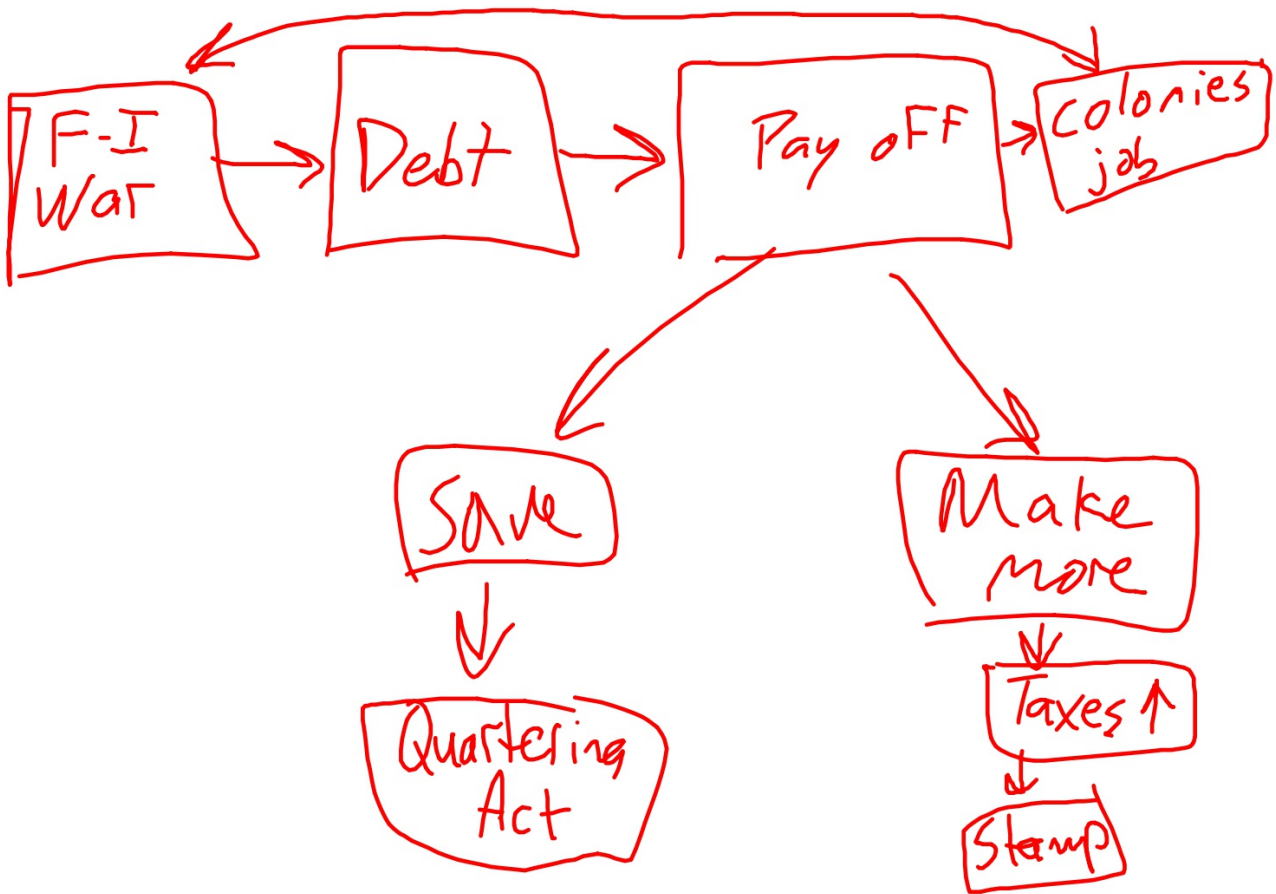 F-I
War
Debt
Pay off
colonies
job
Save
Make
more
Quartering
Act
Taxes ↑
Stamp